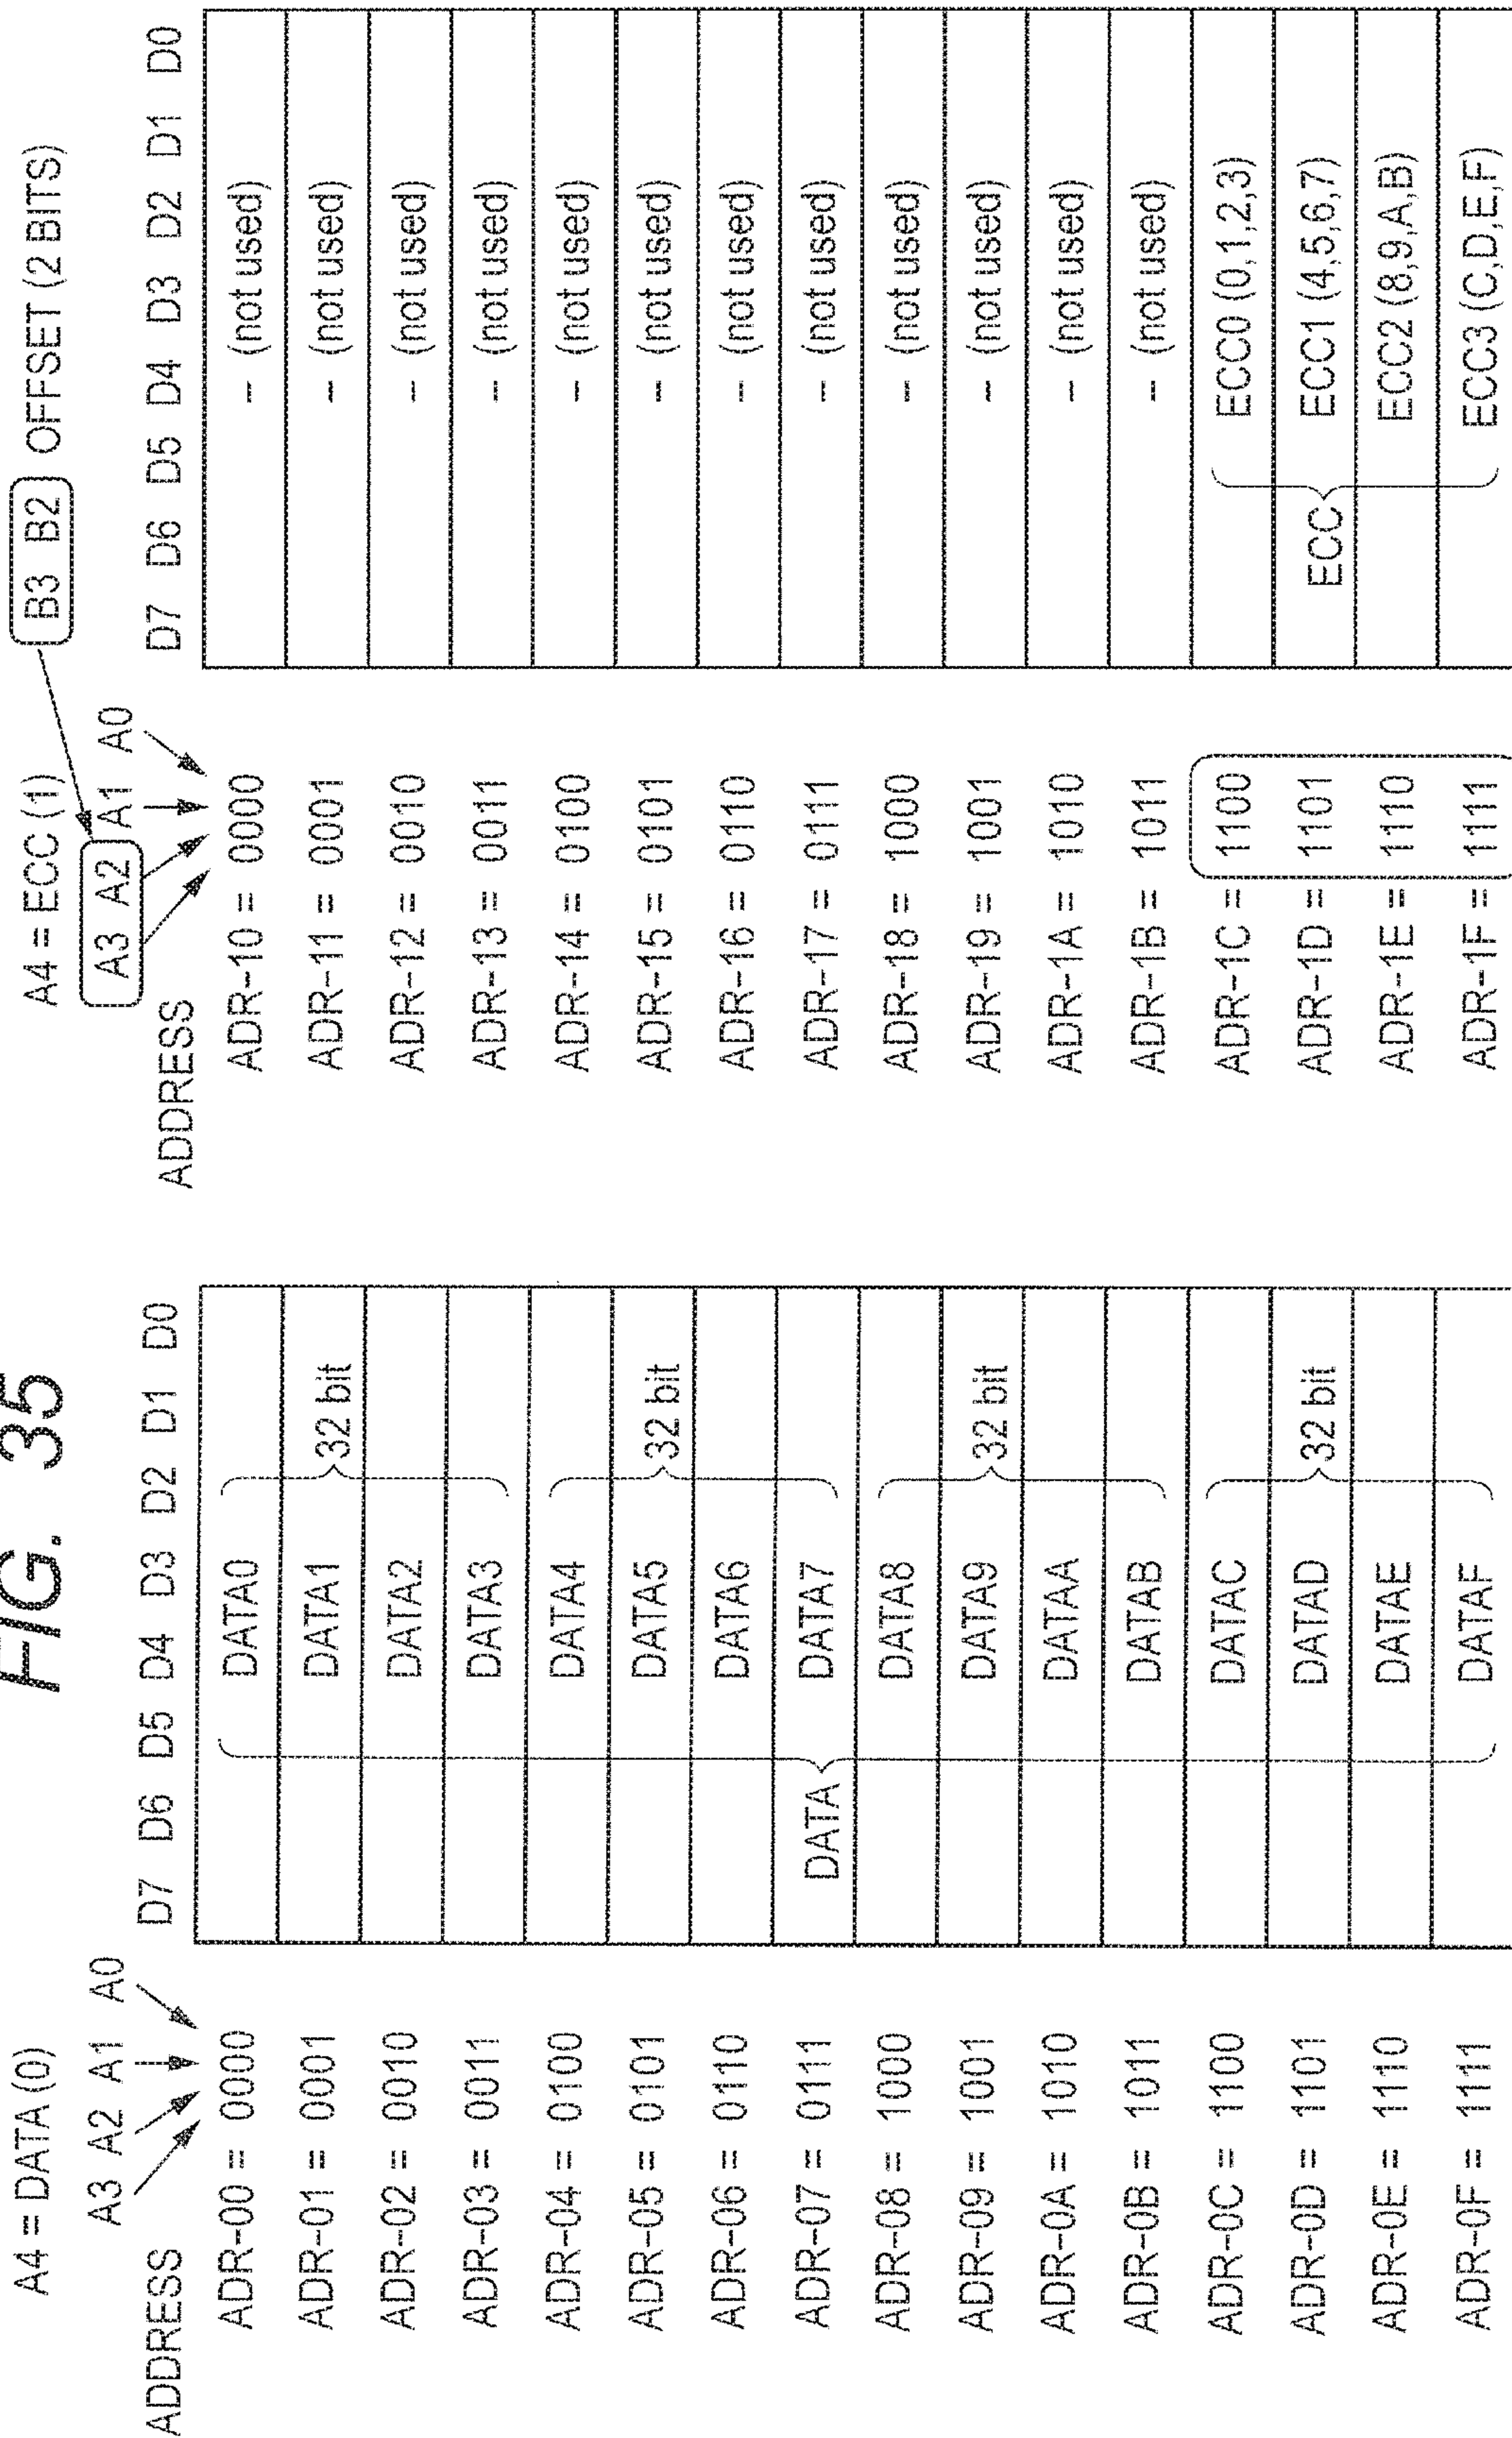 FIG. 35
A4 = DATA (0)
A3 A2 A1 A0
ADDRESS D7 D6 D5 D4 D3 D2 D1 D0
ADR-00 = 0000 DATA0
ADR-01 = 0001 DATA1 32 bit
ADR-02 = 0010 DATA2
ADR-03 = 0011 DATA3
ADR-04 = 0100 DATA4
ADR-05 = 0101 DATA5 32 bit
ADR-06 = 0110 DATA6
ADR-07 = 0111 DATA DATA7
ADR-08 = 1000 DATA8
ADR-09 = 1001 DATA9 32 bit
ADR-0A = 1010 DATAA
ADR-0B = 1011 DATAB
ADR-0C = 1100 DATAC
ADR-0D = 1101 DATAD 32 bit
ADR-0E = 1110 DATAE
ADR-0F = 1111 DATAF
A4 = ECC (1) B3 B2 OFFSET (2 BITS)
A3 A2 A1 A0
ADDRESS D7 D6 D5 D4 D3 D2 D1 D0
ADR-10 = 0000 -- (not used)
ADR-11 = 0001 -- (not used)
ADR-12 = 0010 -- (not used)
ADR-13 = 0011 -- (not used)
ADR-14 = 0100 -- (not used)
ADR-15 = 0101 -- (not used)
ADR-16 = 0110 -- (not used)
ADR-17 = 0111 -- (not used)
ADR-18 = 1000 -- (not used)
ADR-19 = 1001 -- (not used)
ADR-1A = 1010 -- (not used)
ADR-1B = 1011 -- (not used)
ADR-1C = 1100 ECC0 (0,1,2,3)
ADR-1D = 1101 ECC ECC1 (4,5,6,7)
ADR-1E = 1110 ECC2 (8,9,A,B)
ADR-1F = 1111 ECC3 (C,D,E,F)